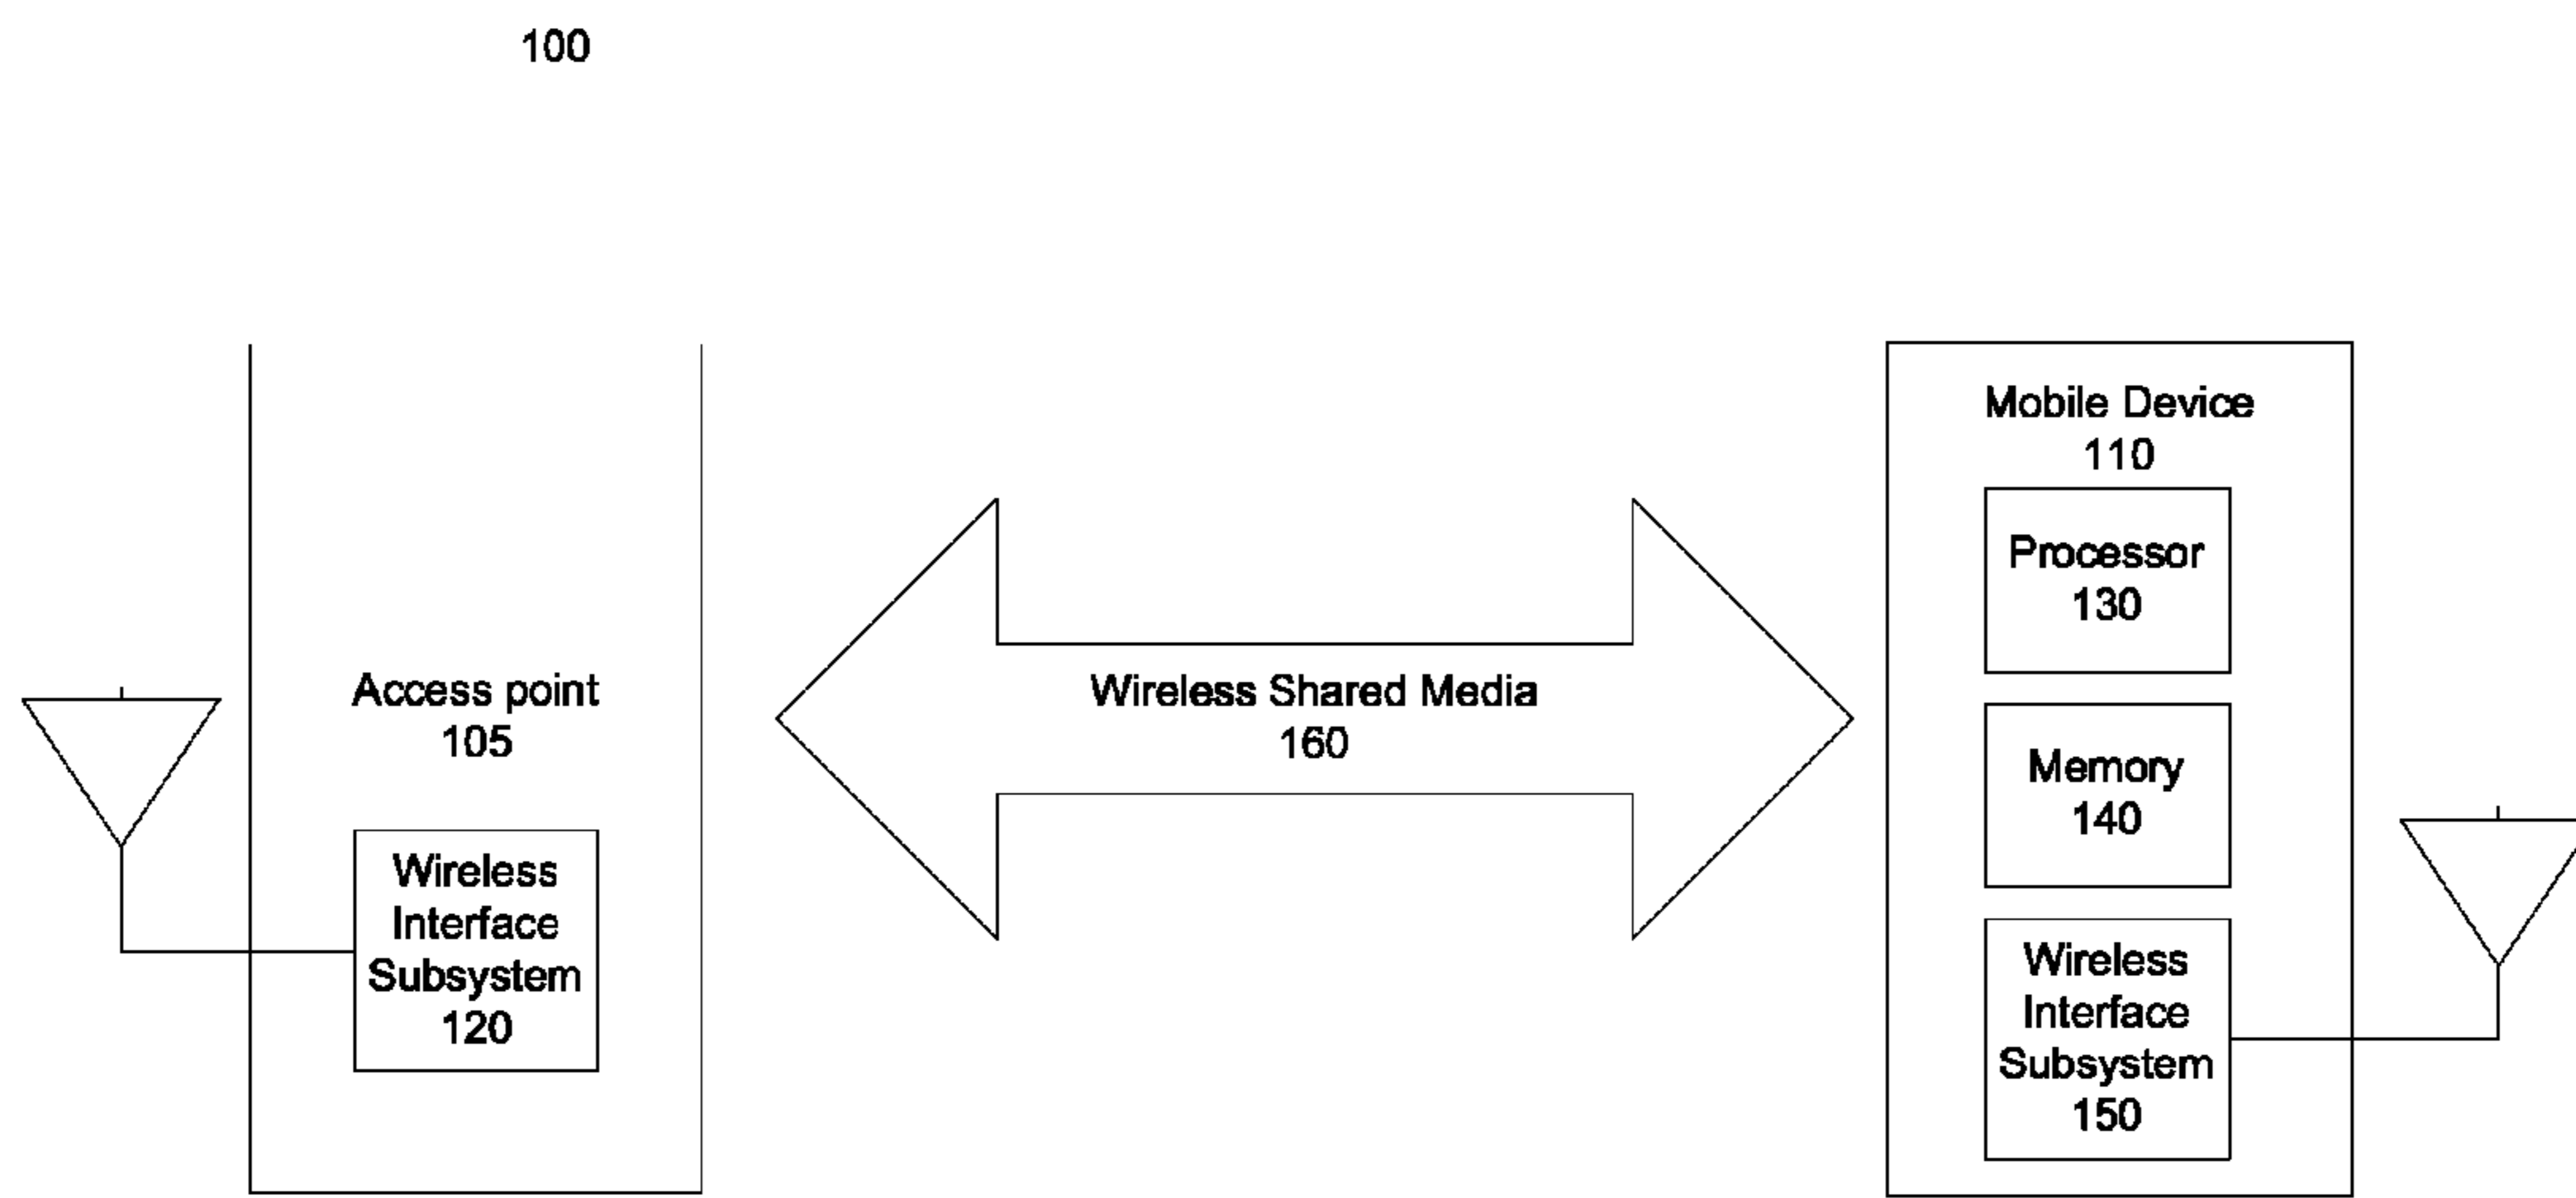 100
Access point
105
Wireless
Interface
Subsystem
120
Wireless Shared Media
160
Mobile Device
110
Processor
130
Memory
140
Wireless
Interface
Subsystem
150